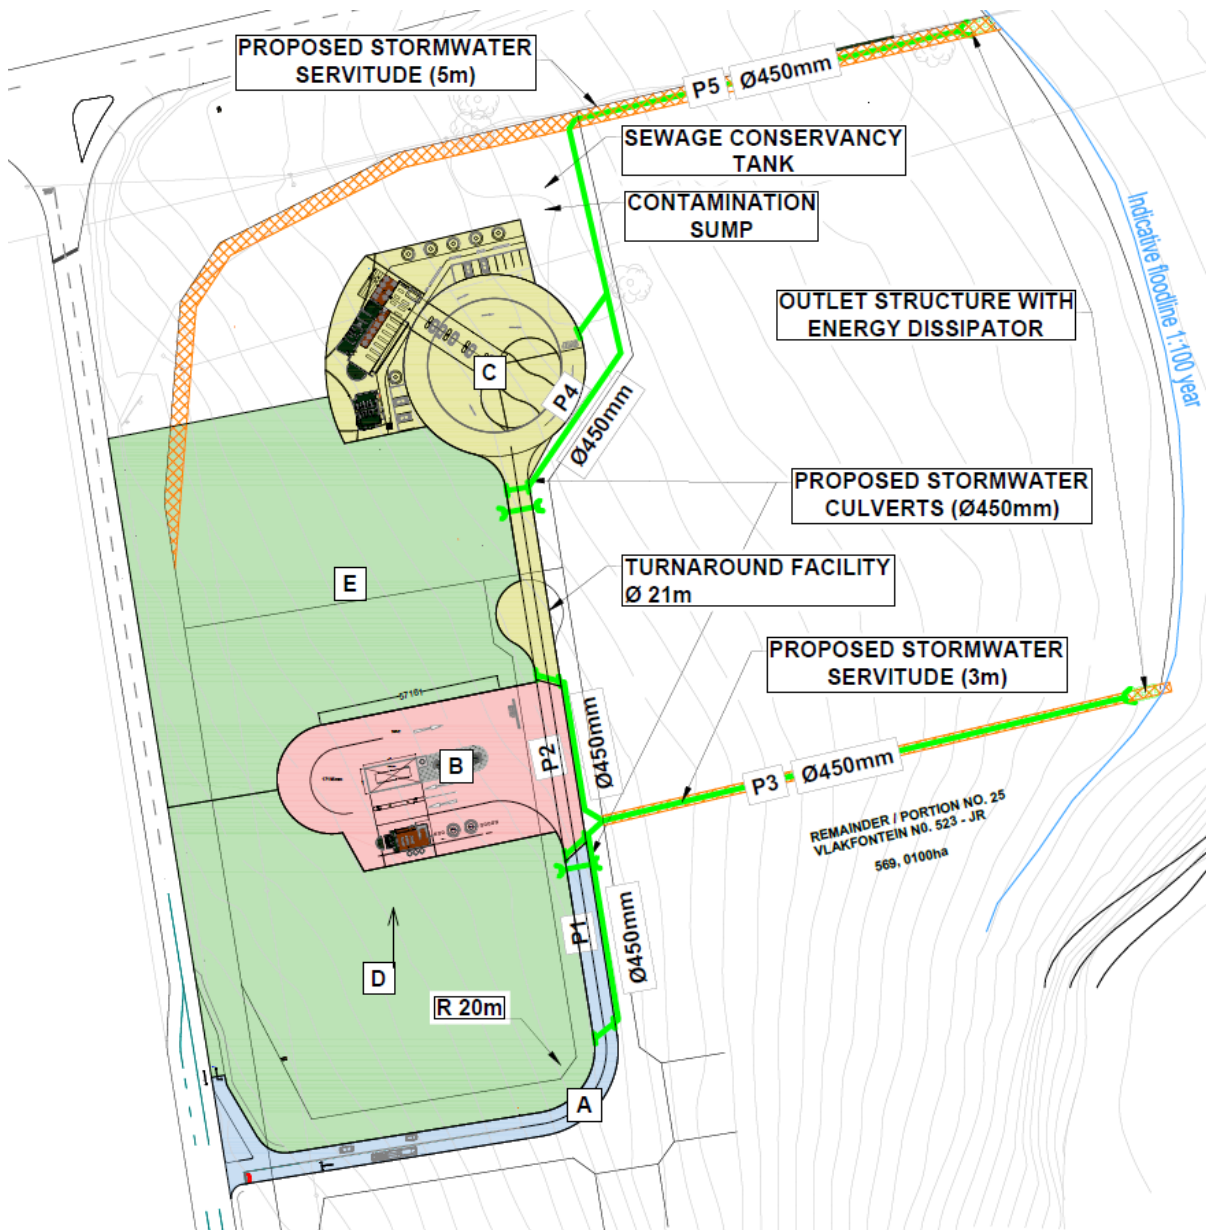 PROPOSED STORMWATER
SERVITUDE (5m)
P5
Ø450mm
SEWAGE CONSERVANCY
TANK
CONTAMINATION
SUMP
Indicative floodline 1:100 year
OUTLET STRUCTURE WITH
ENERGY DISSIPATOR
C
P4
Ø450mm
PROPOSED STORMWATER
CULVERTS (Ø450mm)
TURNAROUND FACILITY
Ø 21m
E
PROPOSED STORMWATER
SERVITUDE (3m)
57161
P2
Ø450mm
B
P3
Ø450mm
REMAINDER / PORTION NO. 25
VLAKFONTEIN N0. 523 - JR
569, 0100ha
P1
Ø450mm
D
R 20m
A